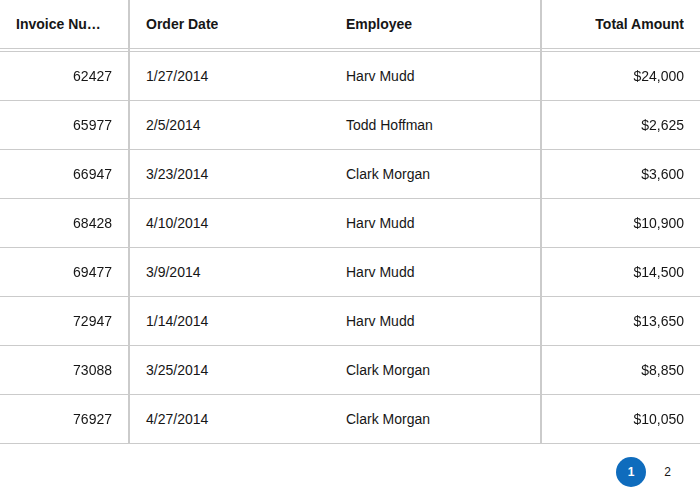 Invoice Nu… Order Date Employee Total Amount
62427 1/27/2014 Harv Mudd $24,000
65977 2/5/2014 Todd Hoffman $2,625
66947 3/23/2014 Clark Morgan $3,600
68428 4/10/2014 Harv Mudd $10,900
69477 3/9/2014 Harv Mudd $14,500
72947 1/14/2014 Harv Mudd $13,650
73088 3/25/2014 Clark Morgan $8,850
76927 4/27/2014 Clark Morgan $10,050
1 2